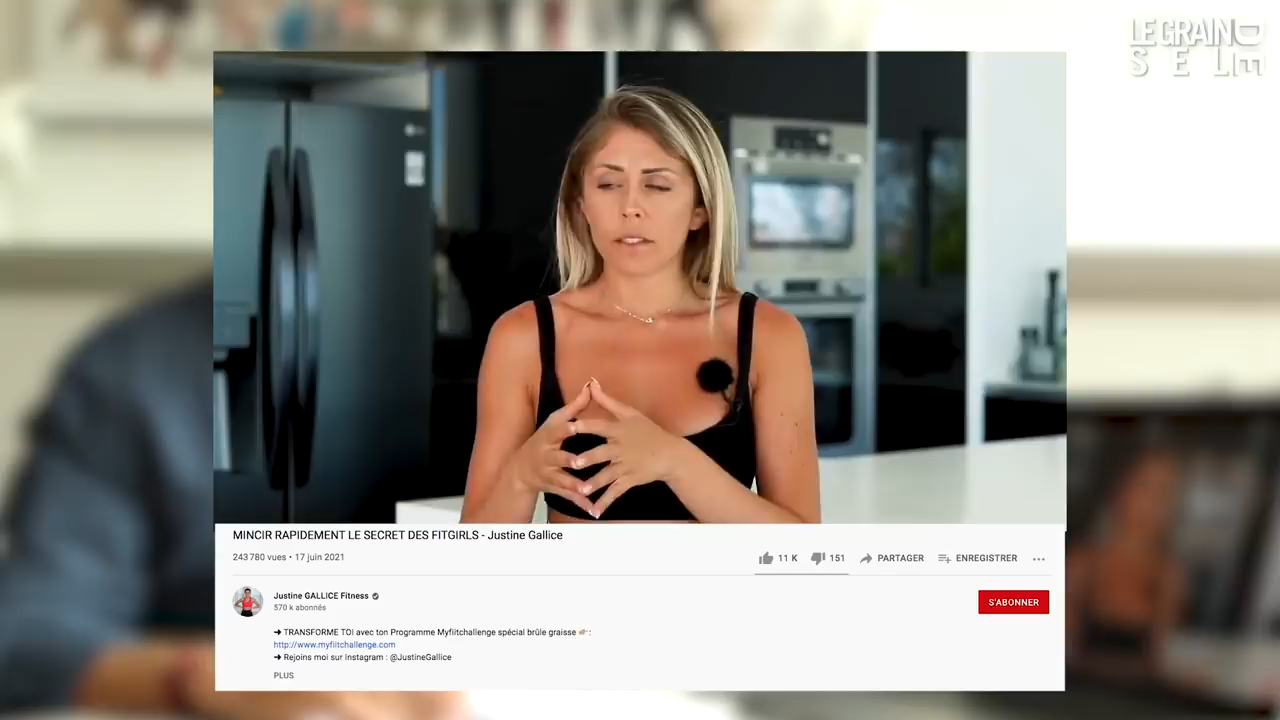 LE GRAIN DE
SEL
MINCIR RAPIDEMENT LE SECRET DES FITGIRLS - Justine Gallice
243 780 vues • 17 juin 2021
11 K
151
PARTAGER
ENREGISTRER
Justine GALLICE Fitness
570 k abonnés
S'ABONNER
➜ TRANSFORME TOI avec ton Programme Myfiitchallenge spécial brûle graisse 👉🏼 :
http://www.myfiitchallenge.com
➜ Rejoins moi sur Instagram : @JustineGallice
PLUS